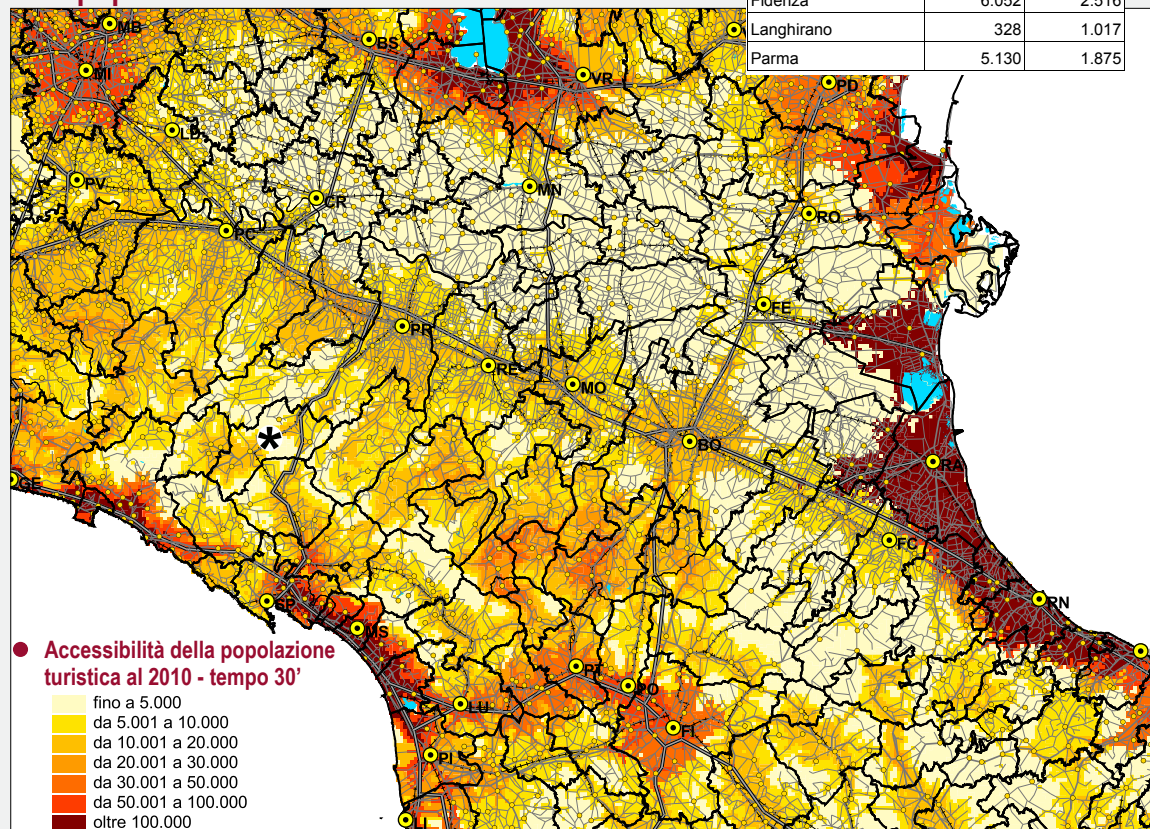 Fidenza 6.052 2.516
Langhirano 328 1.017
Parma 5.130 1.875
MB
BS
MI
VR
PD
LD
PV
MN
CR
RO
PC
FE
PR
RE
MO
*
BO
RA
GE
FC
RN
SP
MS
PT
PO
LU
FI
PI
LI
Accessibilità della popolazione
turistica al 2010 - tempo 30’
fino a 5.000
da 5.001 a 10.000
da 10.001 a 20.000
da 20.001 a 30.000
da 30.001 a 50.000
da 50.001 a 100.000
oltre 100.000